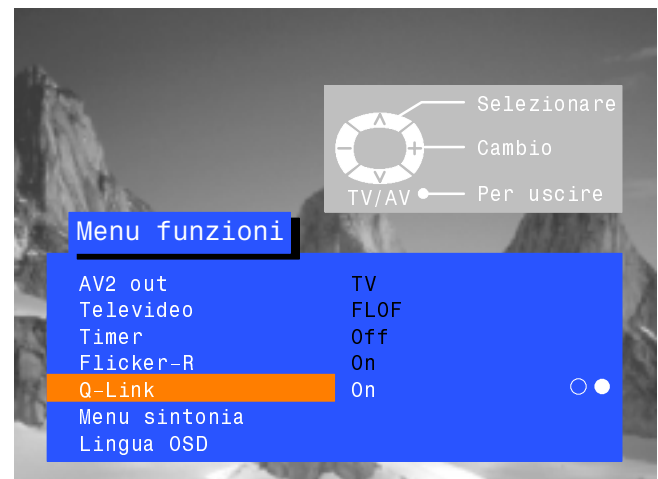 Selezionare
Cambio
TV/AV Per uscire
Menu funzioni
AV2 out TV
Televideo FLOF
Timer Off
Flicker-R On
Q-Link On
Menu sintonia
Lingua OSD